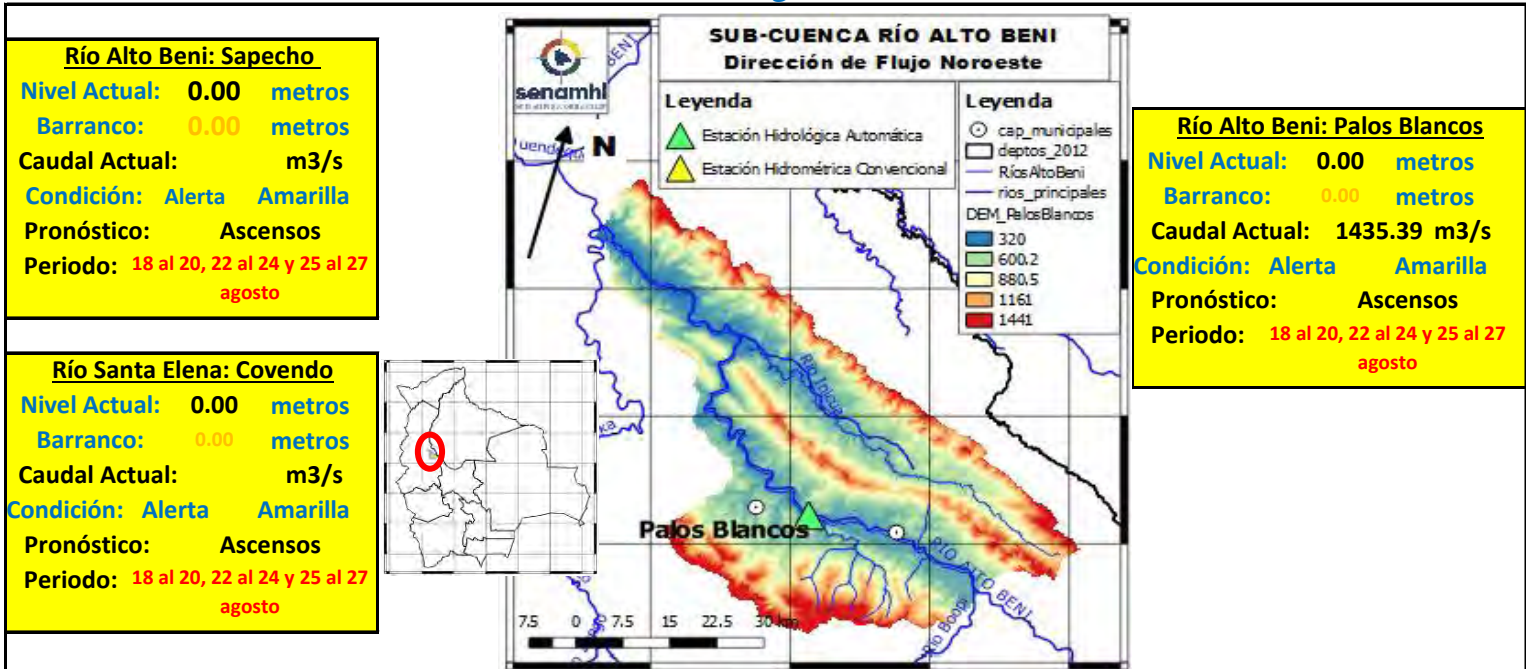 Río Alto Beni: Sapecho
Nivel Actual: 0.00 metros
Barranco: 0.00 metros
Caudal Actual: m3/s
Condición: Alerta Amarilla
Pronóstico: Ascensos
Periodo: 18 al 20, 22 al 24 y 25 al 27
agosto
Río Santa Elena: Covendo
Nivel Actual: 0.00 metros
Barranco: 0.00 metros
Caudal Actual: m3/s
Condición: Alerta Amarilla
Pronóstico: Ascensos
Periodo: 18 al 20, 22 al 24 y 25 al 27
agosto
senamhi
BENI
N
SUB-CUENCA RÍO ALTO BENI
Dirección de Flujo Noroeste
Leyenda
Estación Hidrológica Automática
Estación Hidrométrica Convencional
Leyenda
cap_municipales
deptos_2012
RíosAltoBeni
rios_principales
DEM_PalosBlancos
320
600.2
880.5
1161
1441
Río Inicua
Palos Blancos
RÍO ALTO BENI
Río Boopi
7.5 0 7.5 15 22.5 30 km
Río Alto Beni: Palos Blancos
Nivel Actual: 0.00 metros
Barranco: 0.00 metros
Caudal Actual: 1435.39 m3/s
Condición: Alerta Amarilla
Pronóstico: Ascensos
Periodo: 18 al 20, 22 al 24 y 25 al 27
agosto